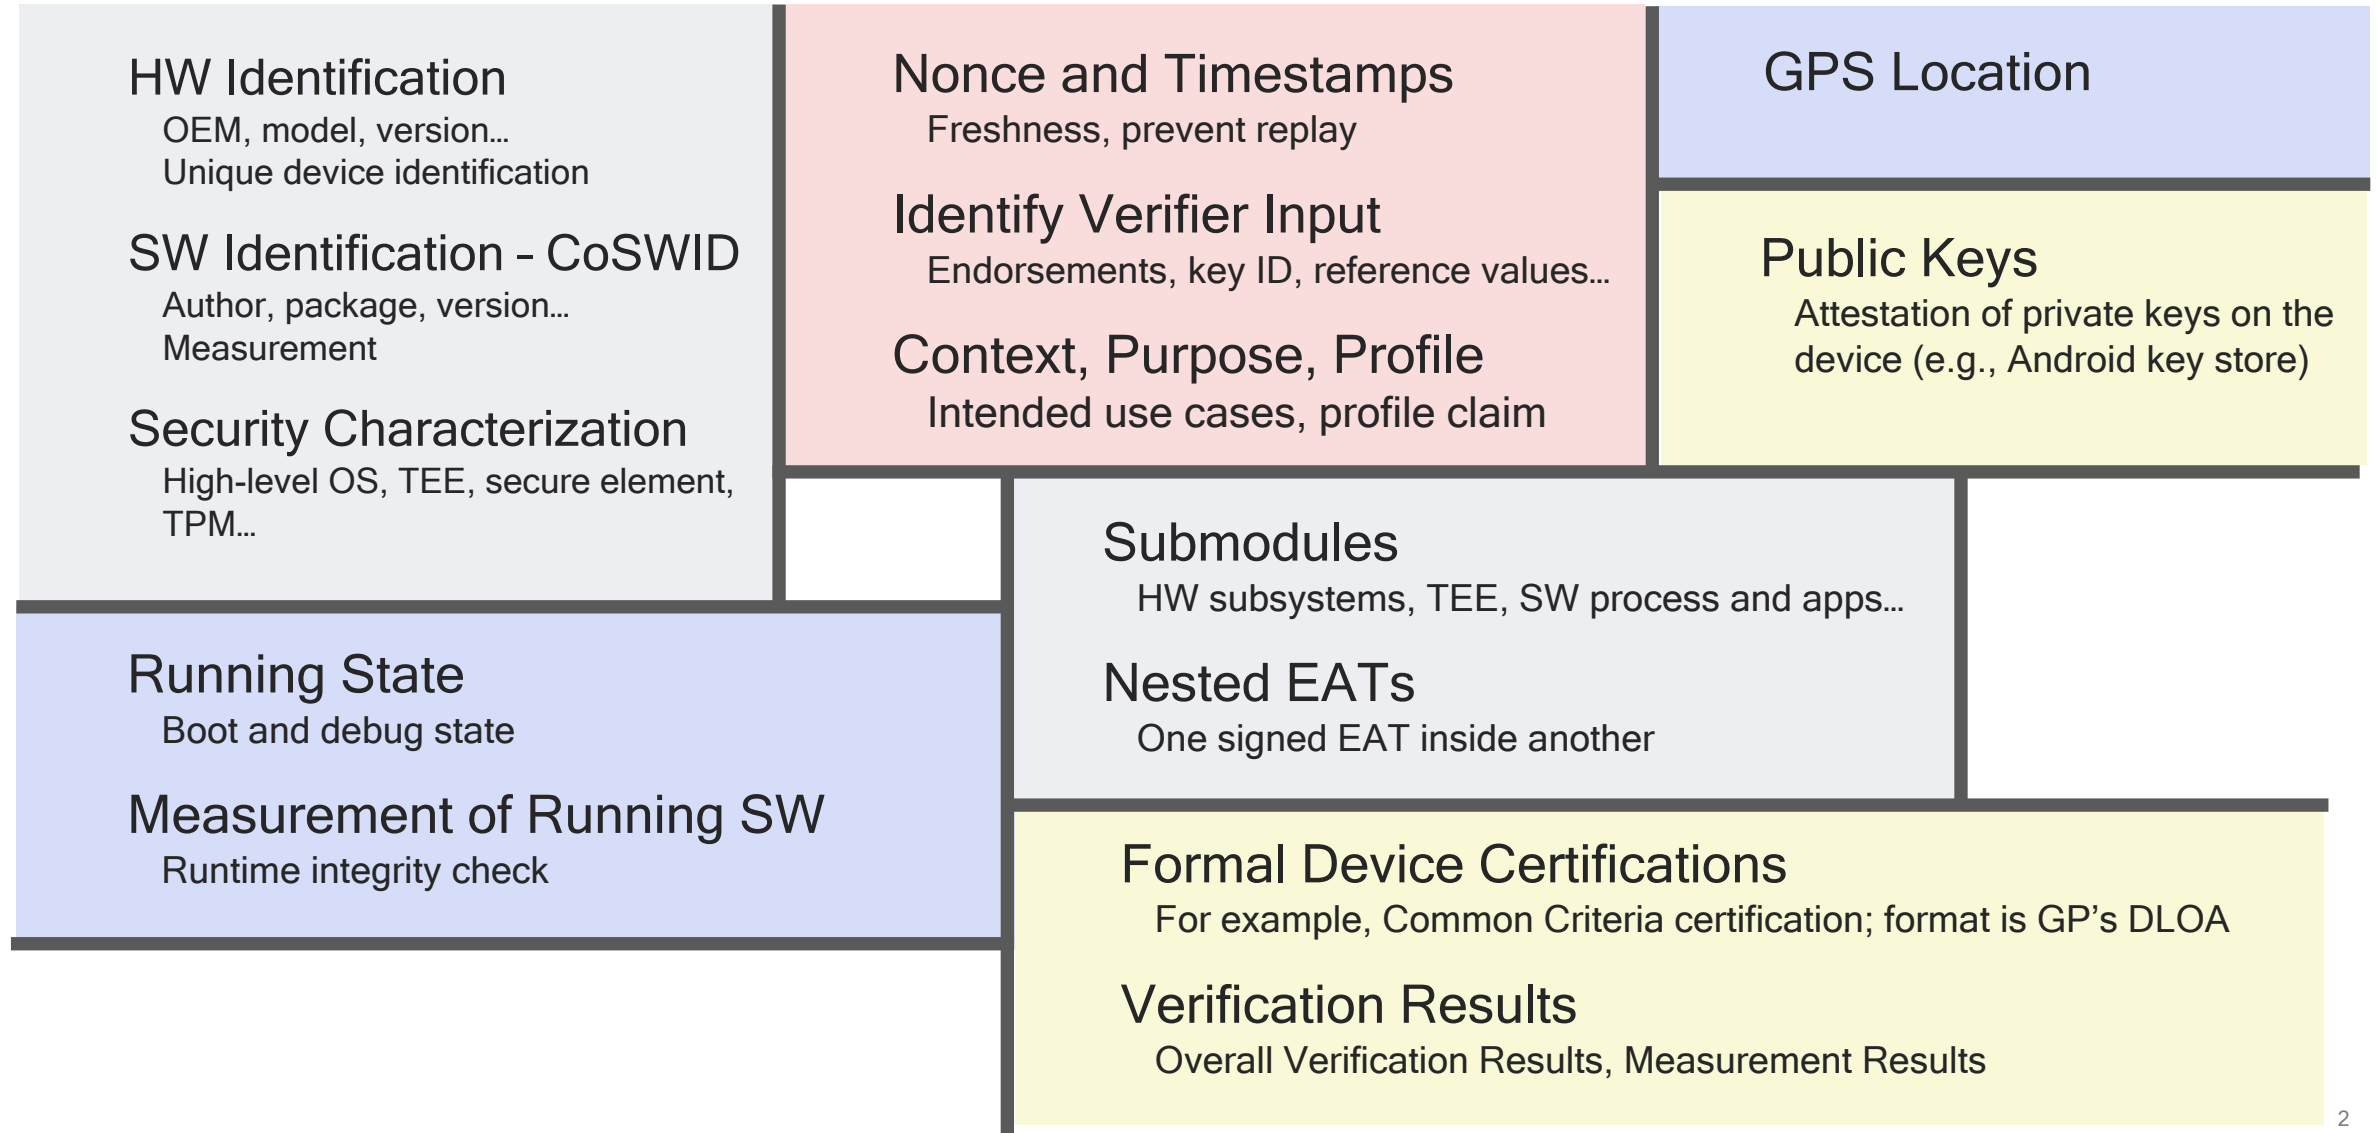 HW Identification
OEM, model, version…
Unique device identification
SW Identification – CoSWID
Author, package, version…
Measurement
Security Characterization
High-level OS, TEE, secure element,
TPM…
Nonce and Timestamps
Freshness, prevent replay
Identify Verifier Input
Endorsements, key ID, reference values…
Context, Purpose, Profile
Intended use cases, profile claim
GPS Location
Public Keys
Attestation of private keys on the
device (e.g., Android key store)
Running State
Boot and debug state
Measurement of Running SW
Runtime integrity check
Submodules
HW subsystems, TEE, SW process and apps…
Nested EATs
One signed EAT inside another
Formal Device Certifications
For example, Common Criteria certification; format is GP’s DLOA
Verification Results
Overall Verification Results, Measurement Results
2